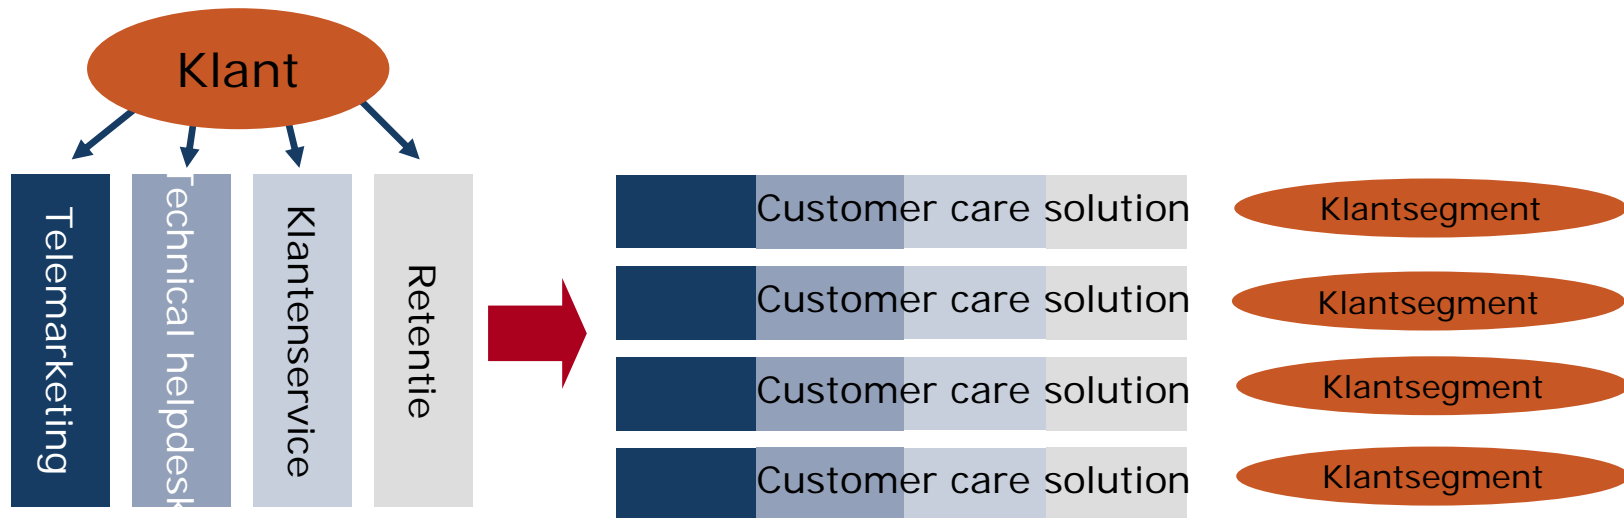 Klant
Telemarketing
Technical helpdesk
Klantenservice
Retentie
Customer care solution
Klantsegment
Customer care solution
Klantsegment
Customer care solution
Klantsegment
Customer care solution
Klantsegment